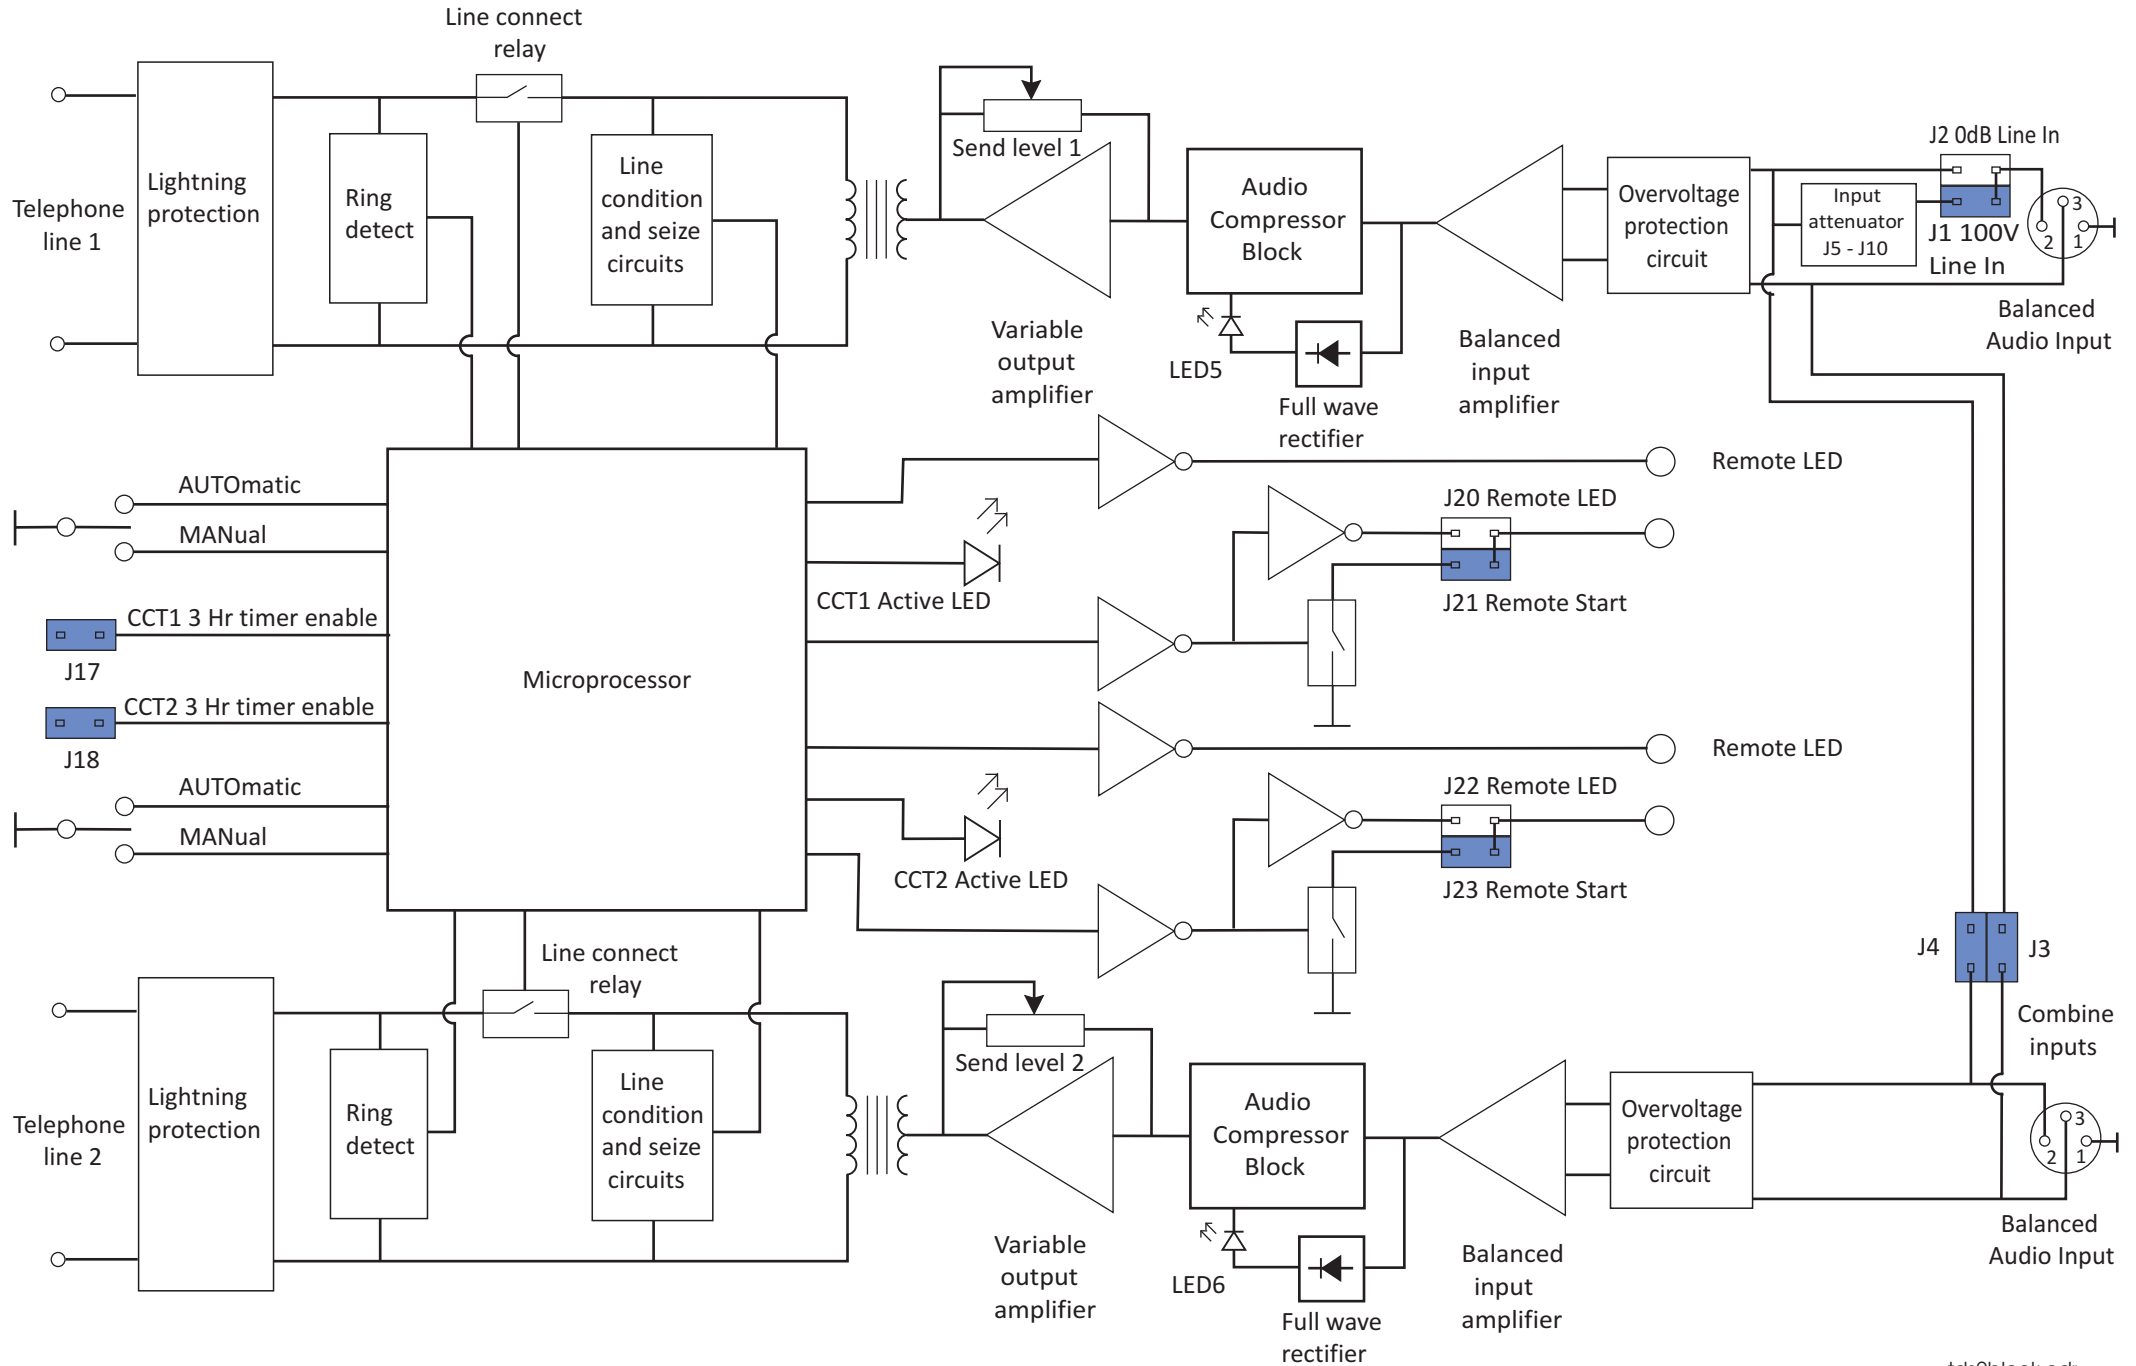 Line connect
relay
Telephone
line 1
Lightning
protection
Ring
detect
Line
condition
and seize
circuits
Send level 1
Variable
output
amplifier
Audio
Compressor
Block
LED5
Full wave
rectifier
Balanced
input
amplifier
Overvoltage
protection
circuit
J2 0dB Line In
Input
attenuator
J5 - J10
J1 100V
Line In
3
2
1
Balanced
Audio Input
AUTOmatic
MANual
CCT1 3 Hr timer enable
J17
CCT2 3 Hr timer enable
J18
AUTOmatic
MANual
Microprocessor
Remote LED
CCT1 Active LED
J20 Remote LED
J21 Remote Start
Remote LED
CCT2 Active LED
J22 Remote LED
J23 Remote Start
J4
J3
Combine
inputs
Line connect
relay
Telephone
line 2
Lightning
protection
Ring
detect
Line
condition
and seize
circuits
Send level 2
Variable
output
amplifier
Audio
Compressor
Block
LED6
Full wave
rectifier
Balanced
input
amplifier
Overvoltage
protection
circuit
3
2
1
Balanced
Audio Input